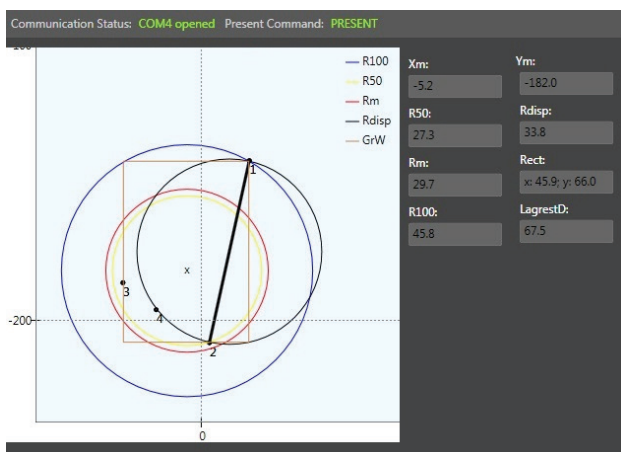 Communication Status: COM4 opened Present Command: PRESENT
R100
R50
Rm
Rdisp
GrW
1
x
3
4
2
-200
0
Xm: Ym:
-5.2 -182.0
R50: Rdisp:
27.3 33.8
Rm: Rect:
29.7 x: 45.9; y: 66.0
R100: LagrestD:
45.8 67.5